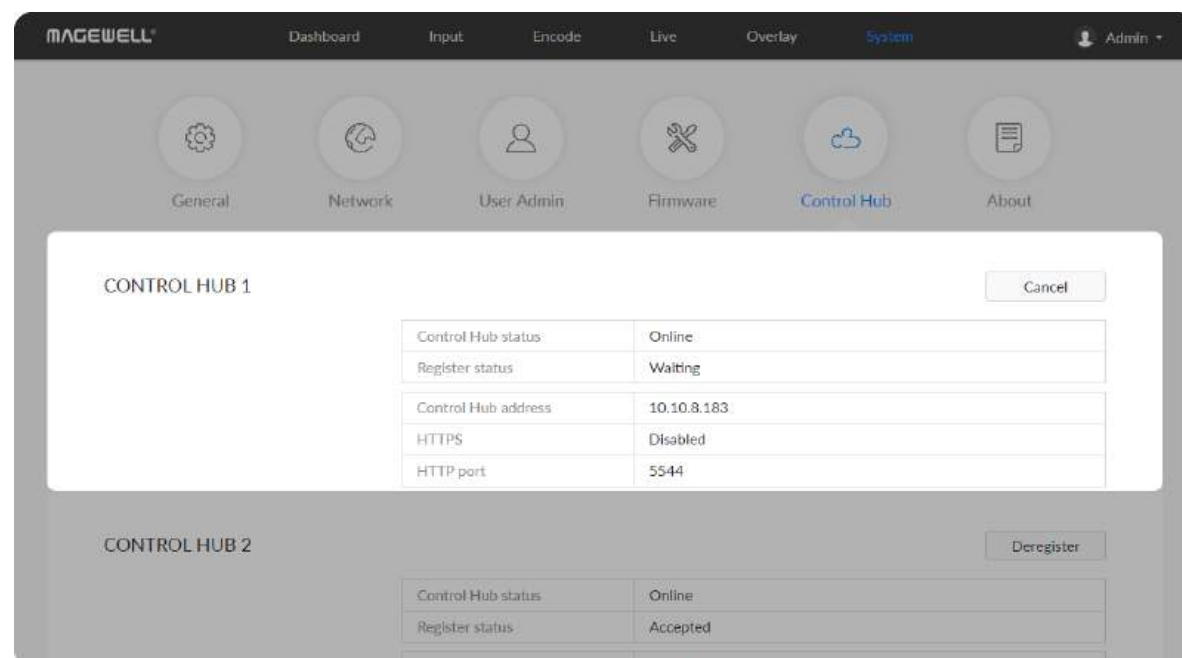 MAGEWELL®
Dashboard Input Encode Live Overlay System Admin
General Network User Admin Firmware Control Hub About
CONTROL HUB 1 Cancel
Control Hub status Online
Register status Waiting
Control Hub address 10.10.8.183
HTTPS Disabled
HTTP port 5544
CONTROL HUB 2 Deregister
Control Hub status Online
Register status Accepted